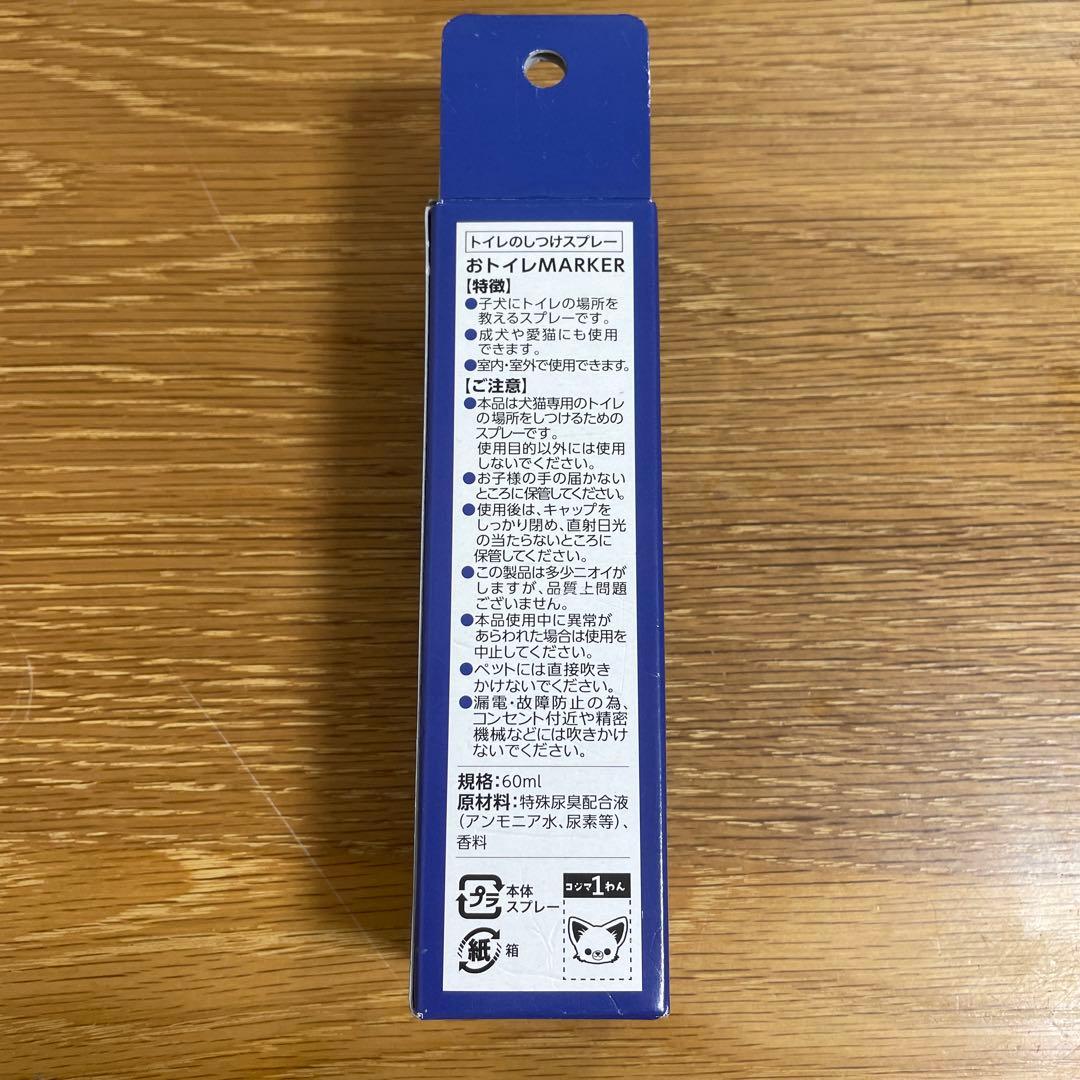 トイレのしつけスプレー
おトイレMARKER
【特徴】
●子犬にトイレの場所を
教えるスプレーです。
●成犬や愛猫にも使用
できます。
●室内・室外で使用できます。
【ご注意】
●本品は犬猫専用のトイレ
の場所をしつけるための
スプレーです。
使用目的以外には使用
しないでください。
●お子様の手の届かない
ところに保管してください。
●使用後は、キャップを
しっかり閉め、直射日光
の当たらないところに
保管してください。
●この製品は多少ニオイが
しますが、品質上問題
ございません。
●本品使用中に異常が
あらわれた場合は使用を
中止してください。
●ペットには直接吹き
かけないでください。
●漏電・故障防止の為、
コンセント付近や精密
機械などには吹きかけ
ないでください。
規格：60ml
原材料：特殊尿臭配合液
(アンモニア水、尿素等)、
香料
プラ 本体
スプレー
紙 箱
コジマ1わん